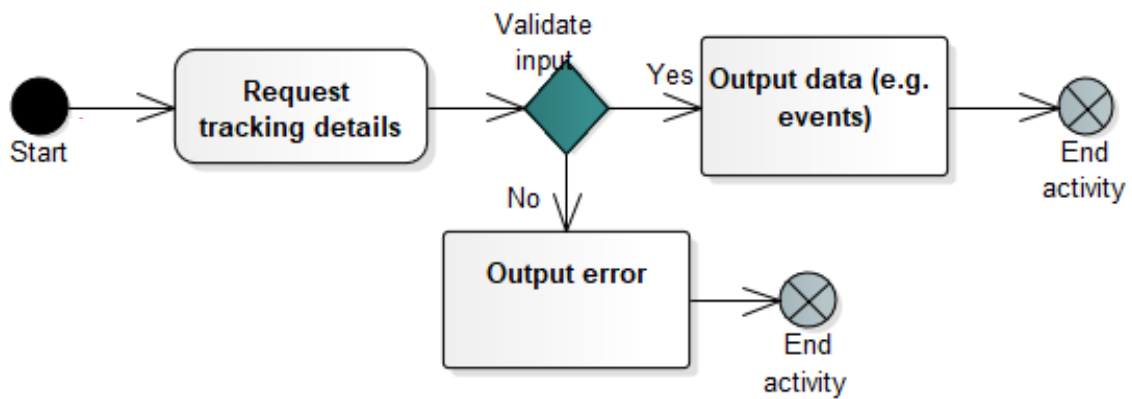 Validate
input
Yes
Output data (e.g.
events)
Request
tracking details
Start
End
activity
No
Output error
End
activity